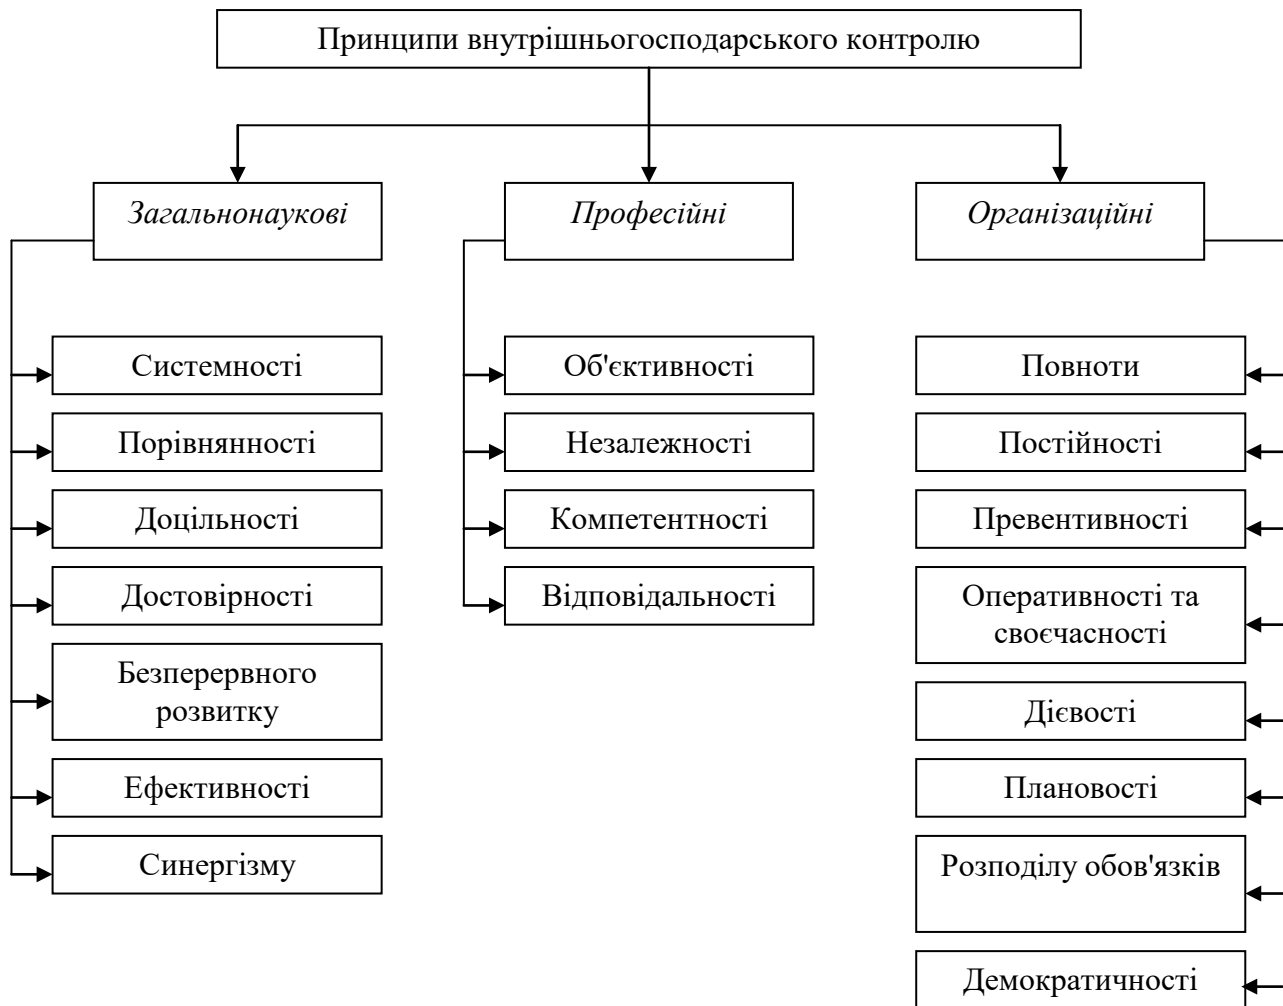 Принципи внутрішньогосподарського контролю
Загальнонаукові
Професійні
Організаційні
Системності
Порівнянності
Доцільності
Достовірності
Безперервного
розвитку
Ефективності
Синергізму
Об'єктивності
Незалежності
Компетентності
Відповідальності
Повноти
Постійності
Превентивності
Оперативності та
своєчасності
Дієвості
Плановості
Розподілу обов'язків
Демократичності